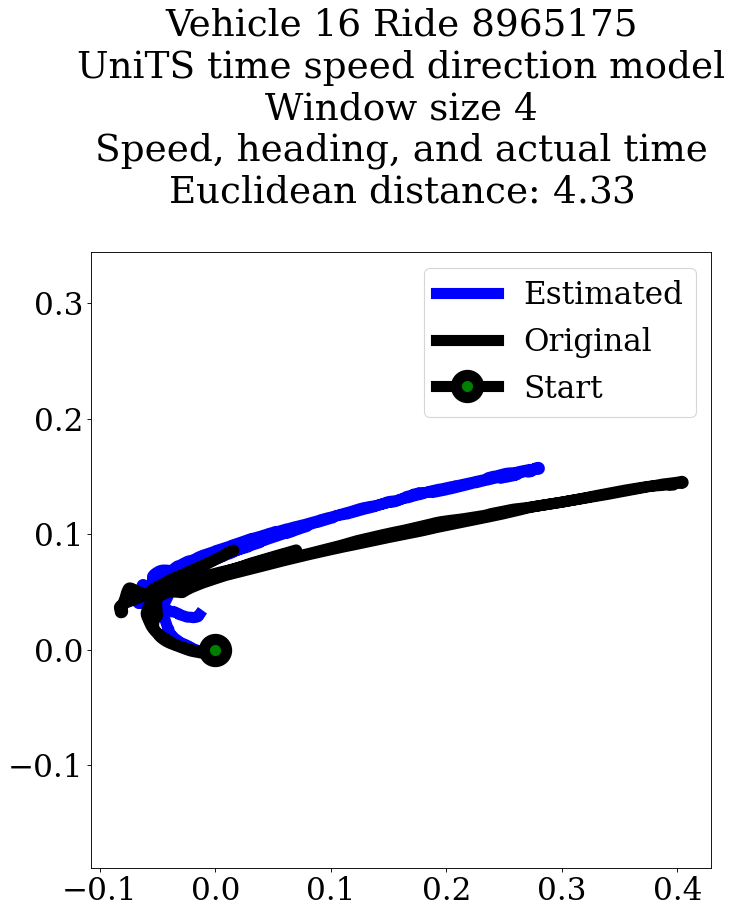 Vehicle 16 Ride 8965175
UniTS time speed direction model
Window size 4
Speed, heading, and actual time
Euclidean distance: 4.33
Estimated
Original
Start
0.3
0.2
0.1
0.0
−0.1
−0.1 0.0 0.1 0.2 0.3 0.4